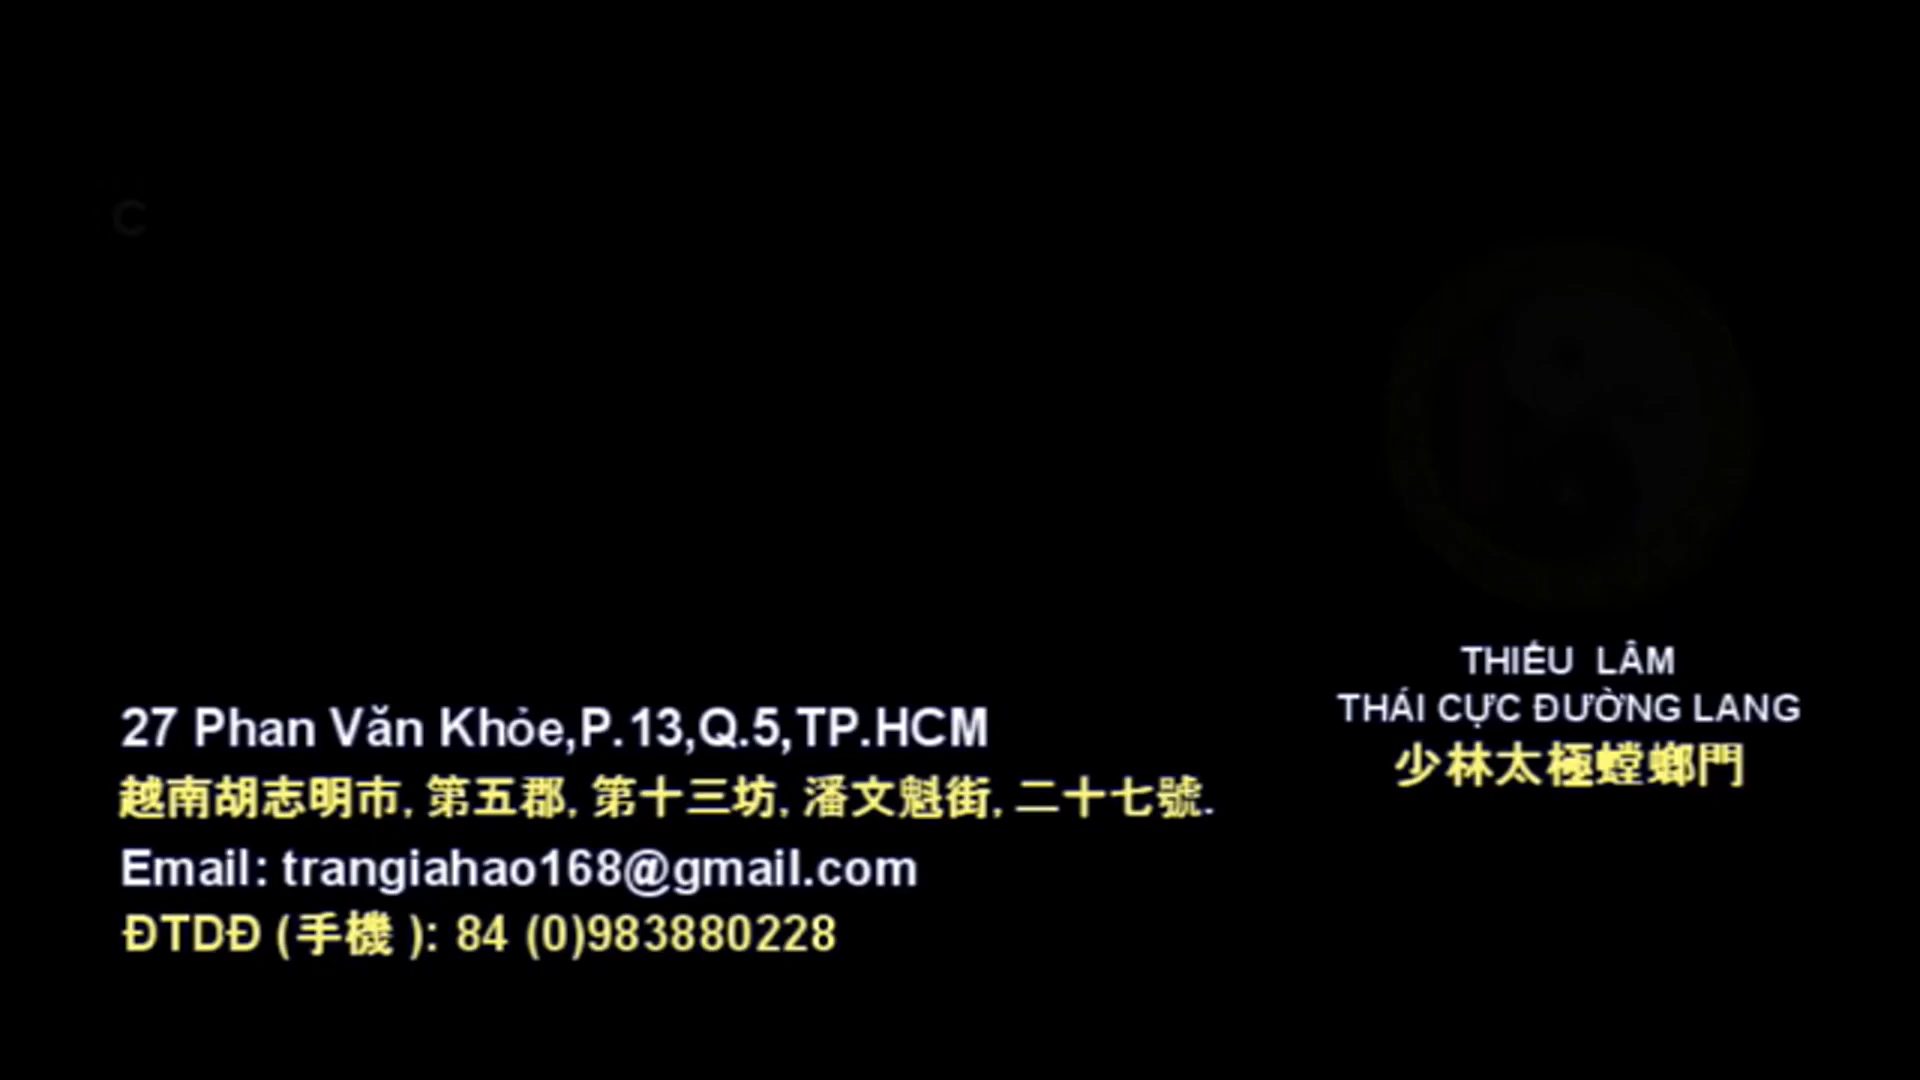 C
27 Phan Văn Khỏe,P.13,Q.5,TP.HCM
越南胡志明市, 第五郡, 第十三坊, 潘文魁街, 二十七號.
Email: trangiahao168@gmail.com
ĐTDĐ (手機 ): 84 (0)983880228
THIẾU LÂM
THÁI CỰC ĐƯỜNG LANG
少林太極螳螂門